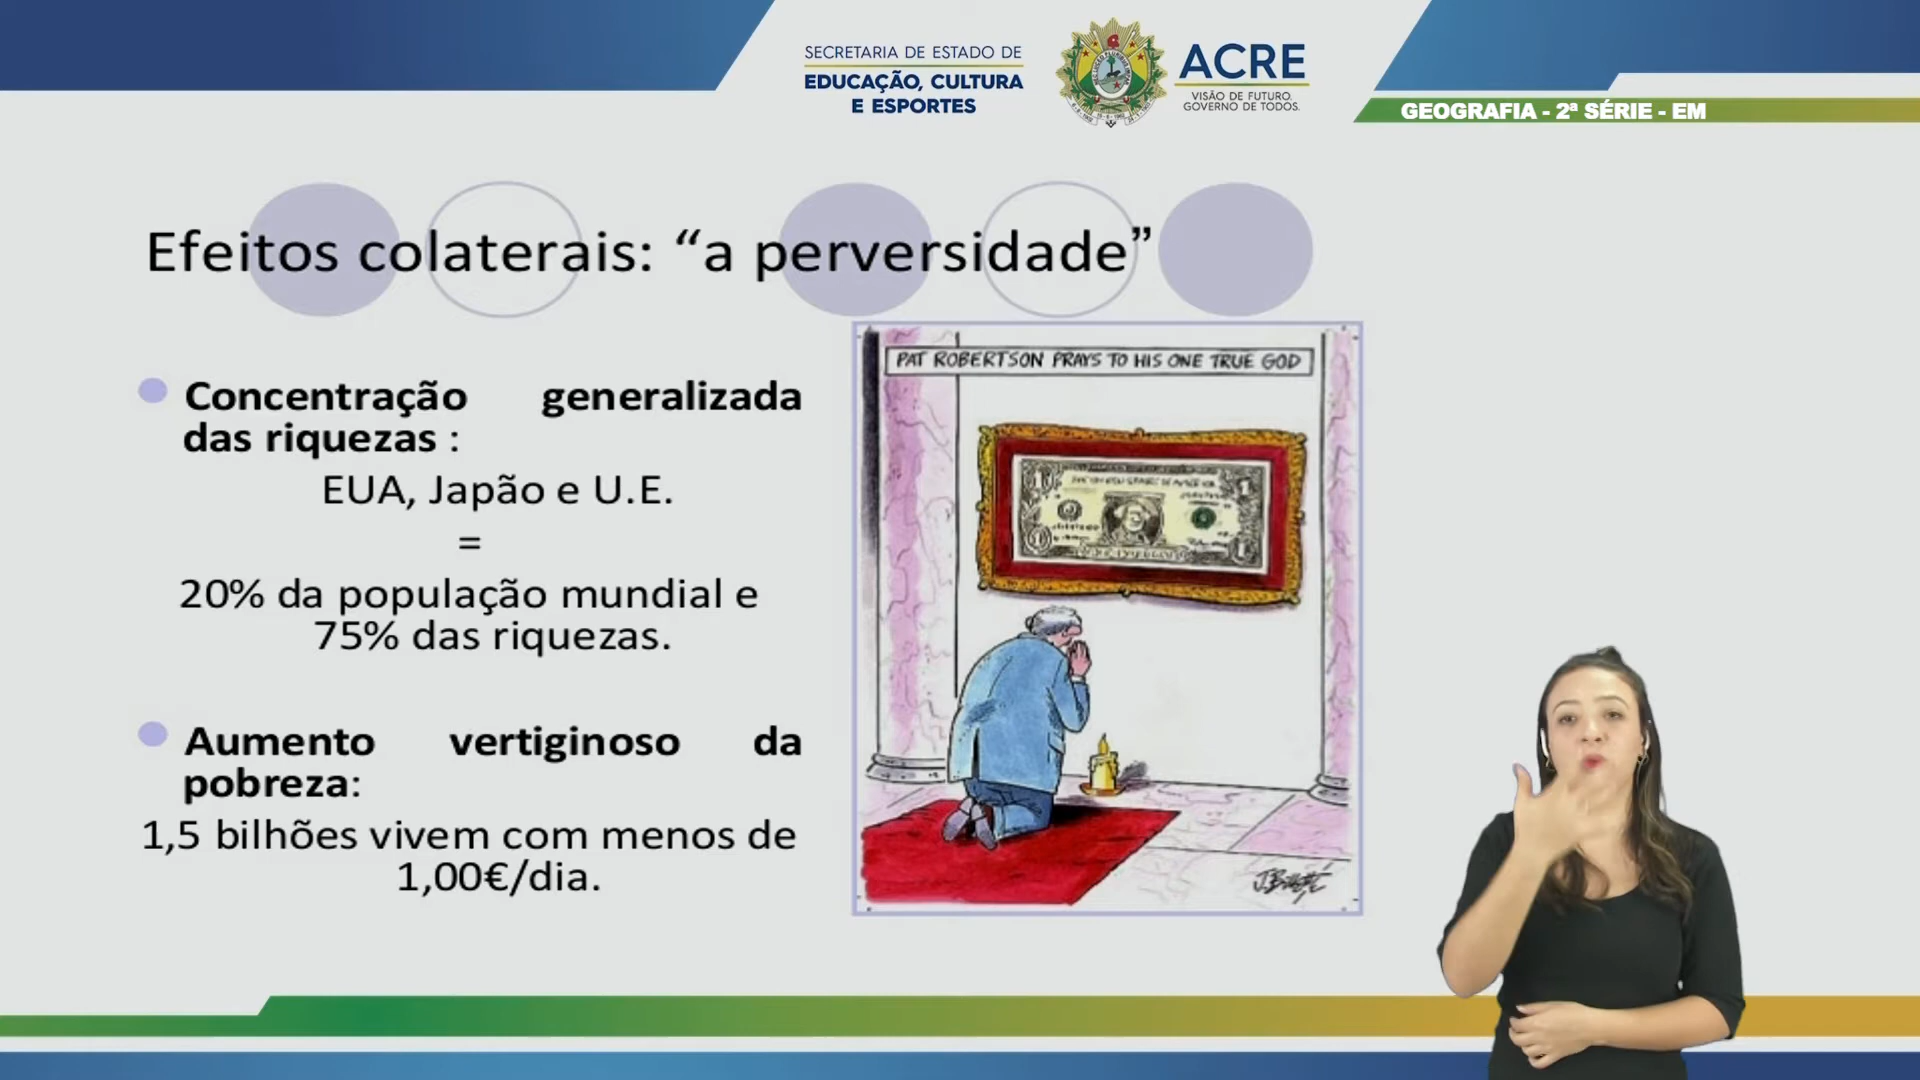 SECRETARIA DE ESTADO DE
EDUCAÇÃO, CULTURA
E ESPORTES
ACRE
VISÃO DE FUTURO.
GOVERNO DE TODOS.
GEOGRAFIA - 2ª SÉRIE - EM
Efeitos colaterais: “a perversidade”
Concentração generalizada
das riquezas :
EUA, Japão e U.E.
=
20% da população mundial e
75% das riquezas.
Aumento vertiginoso da
pobreza:
1,5 bilhões vivem com menos de
1,00€/dia.
PAT ROBERTSON PRAYS TO HIS ONE TRUE GOD